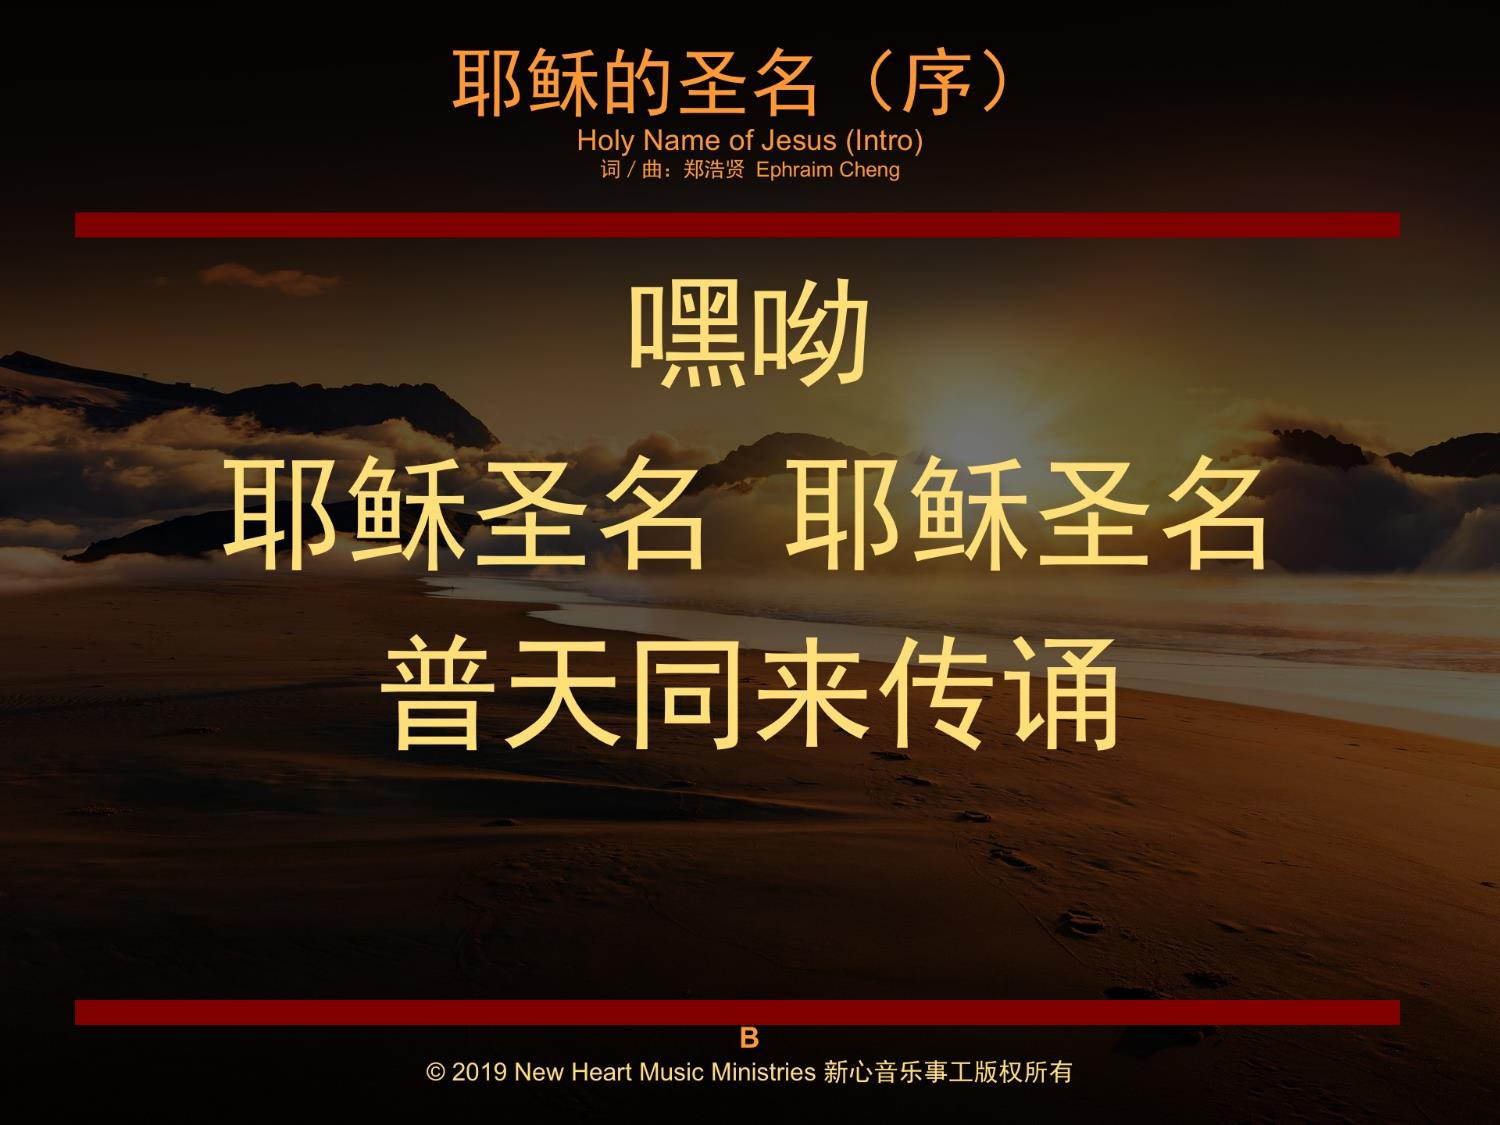 耶稣的圣名（序）
Holy Name of Jesus (Intro)
词 / 曲：郑浩贤 Ephraim Cheng
嘿呦
耶稣圣名 耶稣圣名
普天同来传诵
B
© 2019 New Heart Music Ministries 新心音乐事工版权所有